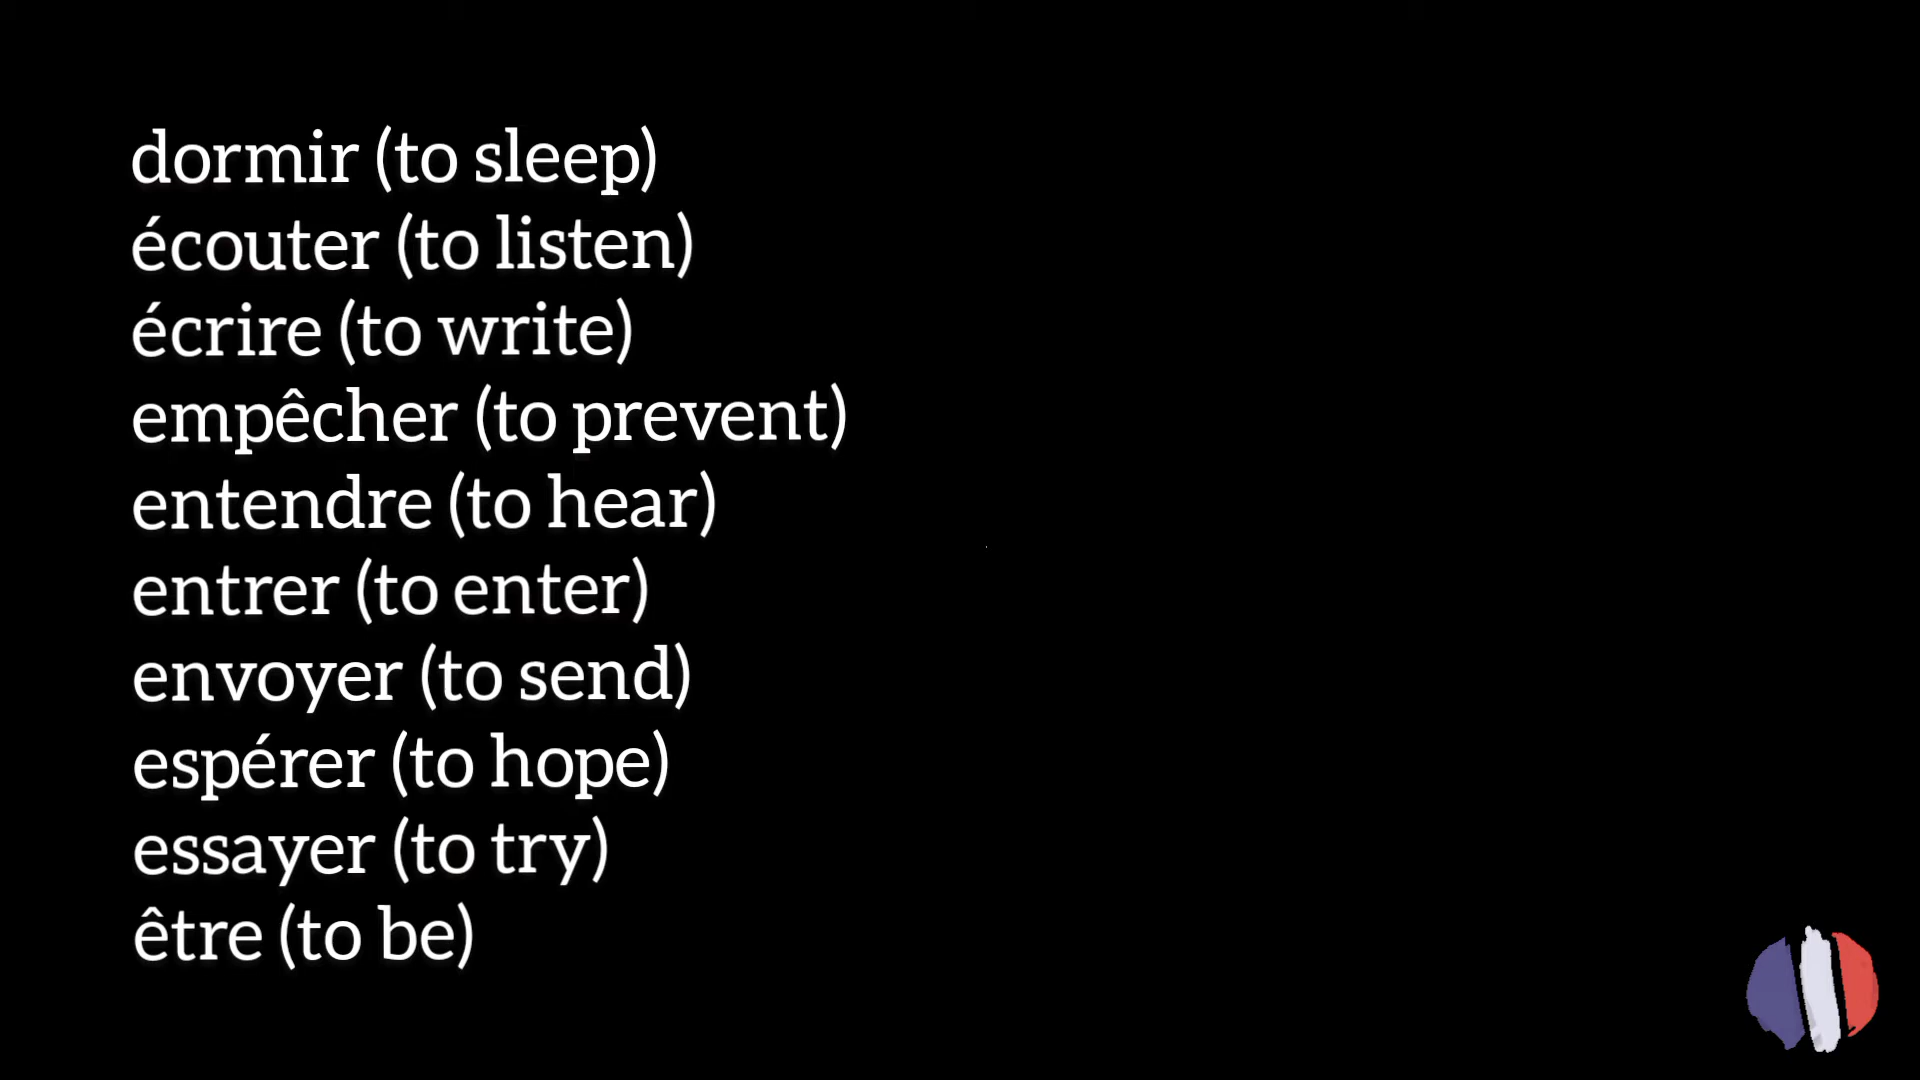 dormir (to sleep)
écouter (to listen)
écrire (to write)
empêcher (to prevent)
entendre (to hear)
entrer (to enter)
envoyer (to send)
espérer (to hope)
essayer (to try)
être (to be)